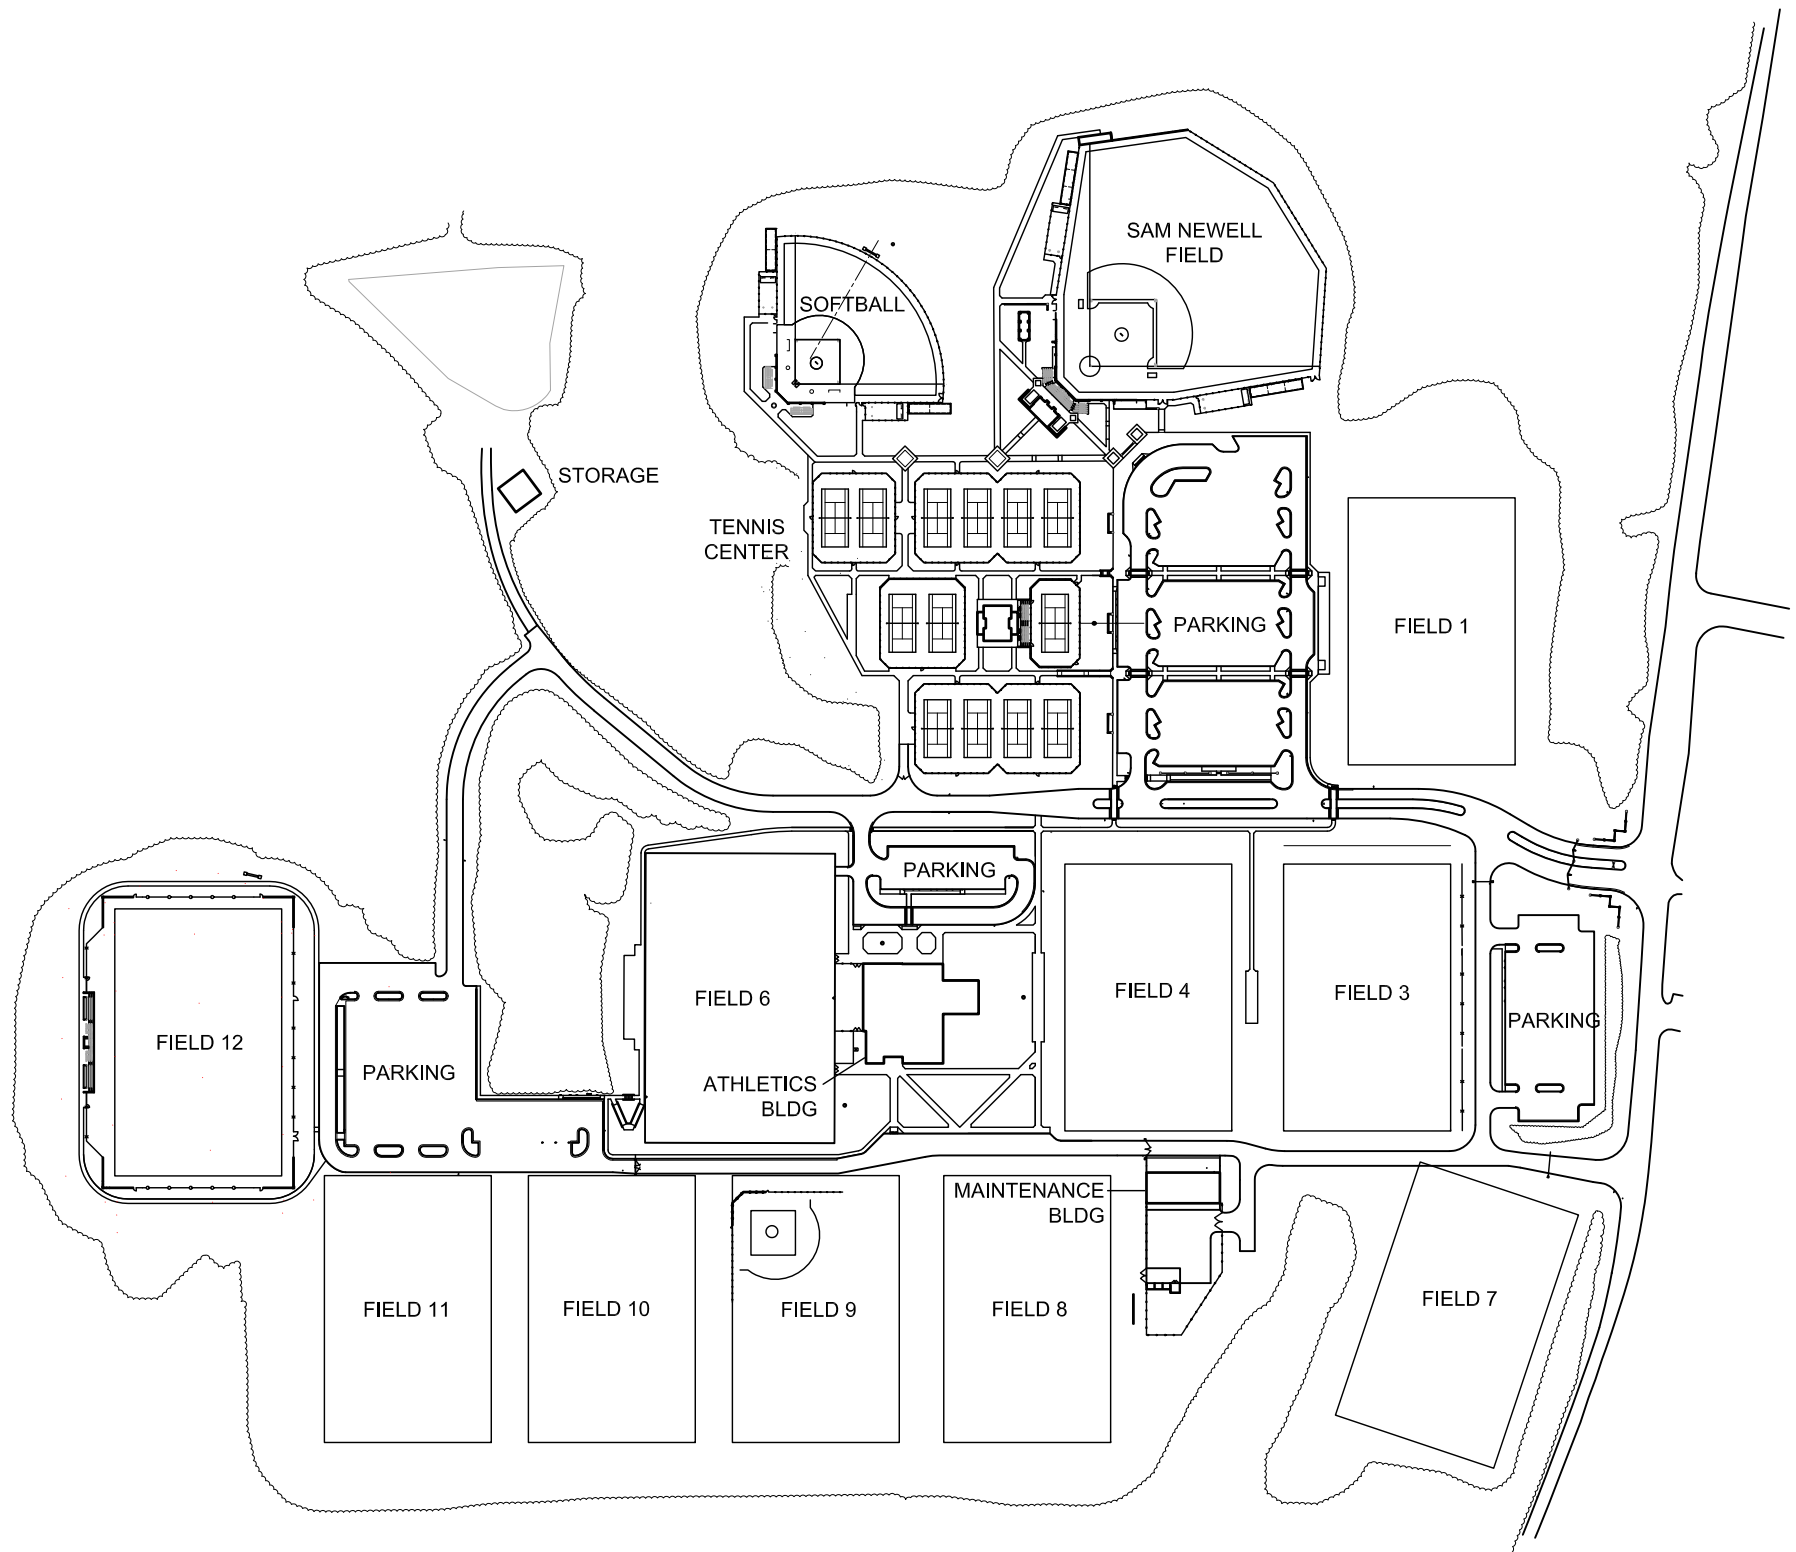 SAM NEWELL
FIELD
SOFTBALL
STORAGE
TENNIS
CENTER
PARKING
FIELD 1
PARKING
FIELD 6
FIELD 4
FIELD 3
PARKING
FIELD 12
PARKING
ATHLETICS
BLDG
MAINTENANCE
BLDG
FIELD 11
FIELD 10
FIELD 9
FIELD 8
FIELD 7